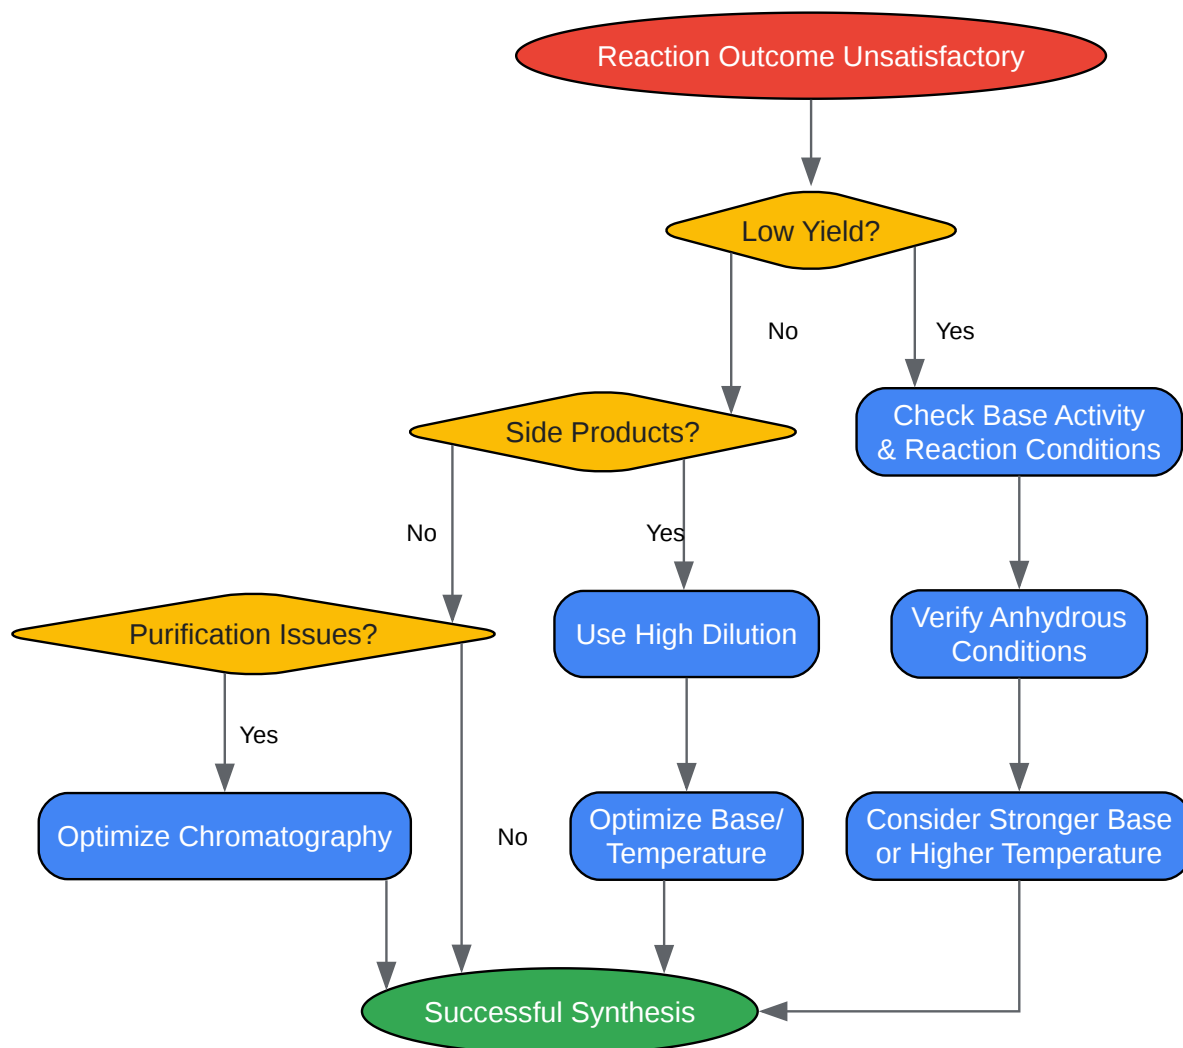 Reaction Outcome Unsatisfactory
Low Yield?
No
Yes
Side Products?
Check Base Activity
& Reaction Conditions
No
Yes
Purification Issues?
Use High Dilution
Verify Anhydrous
Conditions
Yes
Optimize Chromatography
No
Optimize Base/
Temperature
Consider Stronger Base
or Higher Temperature
Successful Synthesis